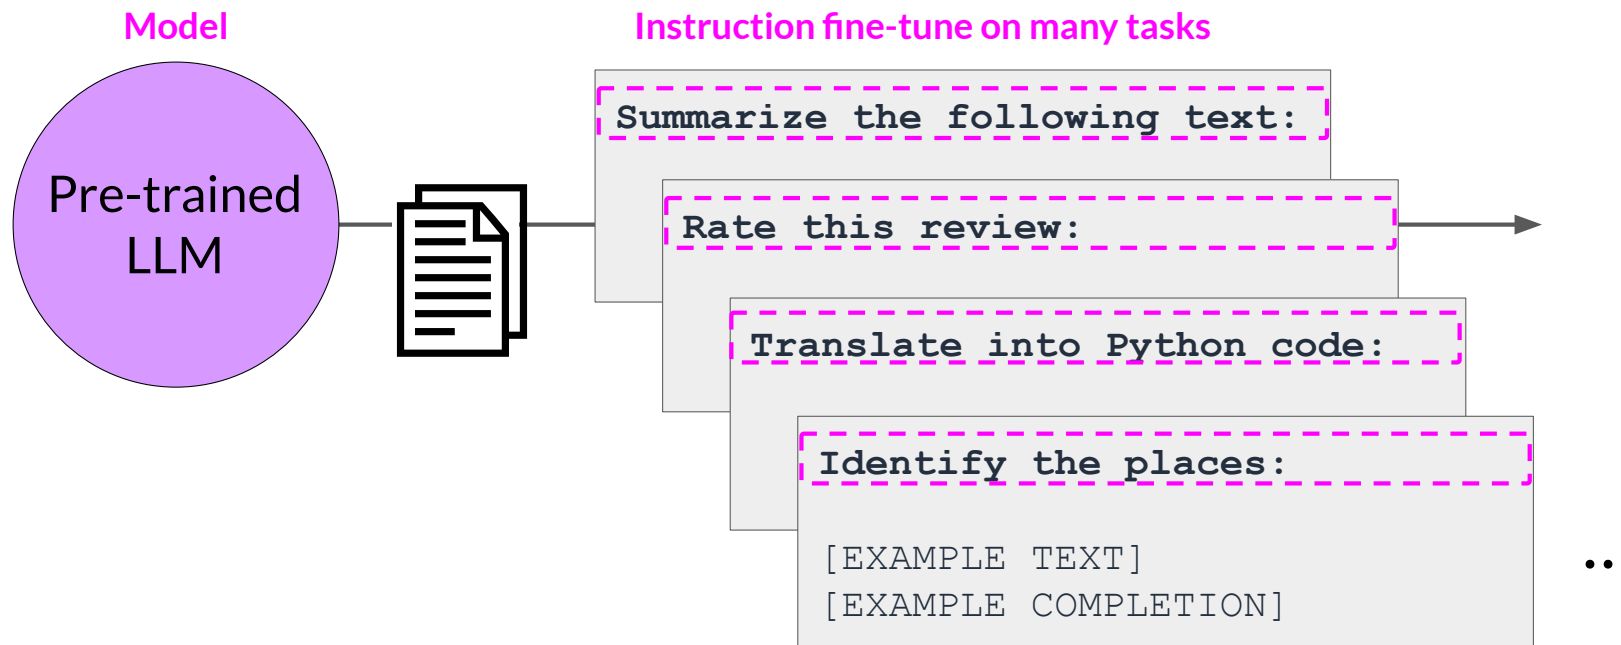 Model
Instruction fine-tune on many tasks
Pre-trained
LLM
Summarize the following text:
Rate this review:
Translate into Python code:
Identify the places:
[EXAMPLE TEXT]
[EXAMPLE COMPLETION]
..